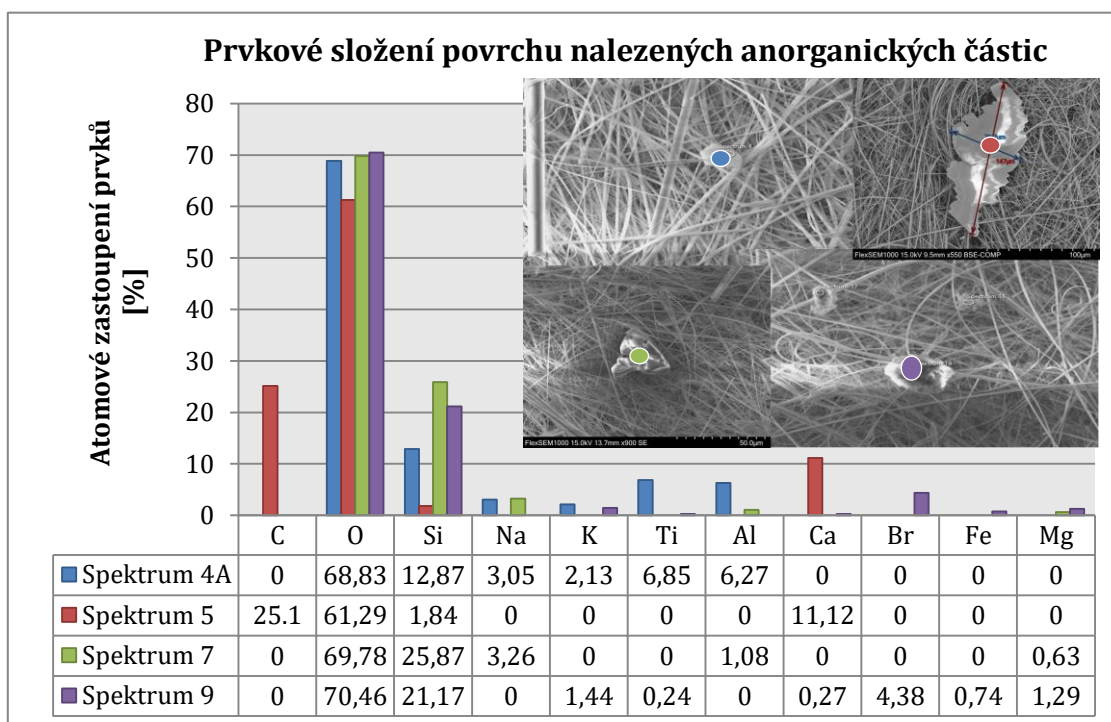 Prvkové složení povrchu nalezených anorganických částic
Atomové zastoupení prvků
[%]
80
70
60
50
40
30
20
10
0
FlexSEM1000 15.0kV 9.5mm x550 BSE-COMP 100µm
FlexSEM1000 15.0kV 13.7mm x900 SE 50.0µm
C O Si Na K Ti Al Ca Br Fe Mg
Spektrum 4A 0 68,83 12,87 3,05 2,13 6,85 6,27 0 0 0 0
Spektrum 5 25.1 61,29 1,84 0 0 0 0 11,12 0 0 0
Spektrum 7 0 69,78 25,87 3,26 0 0 1,08 0 0 0 0,63
Spektrum 9 0 70,46 21,17 0 1,44 0,24 0 0,27 4,38 0,74 1,29